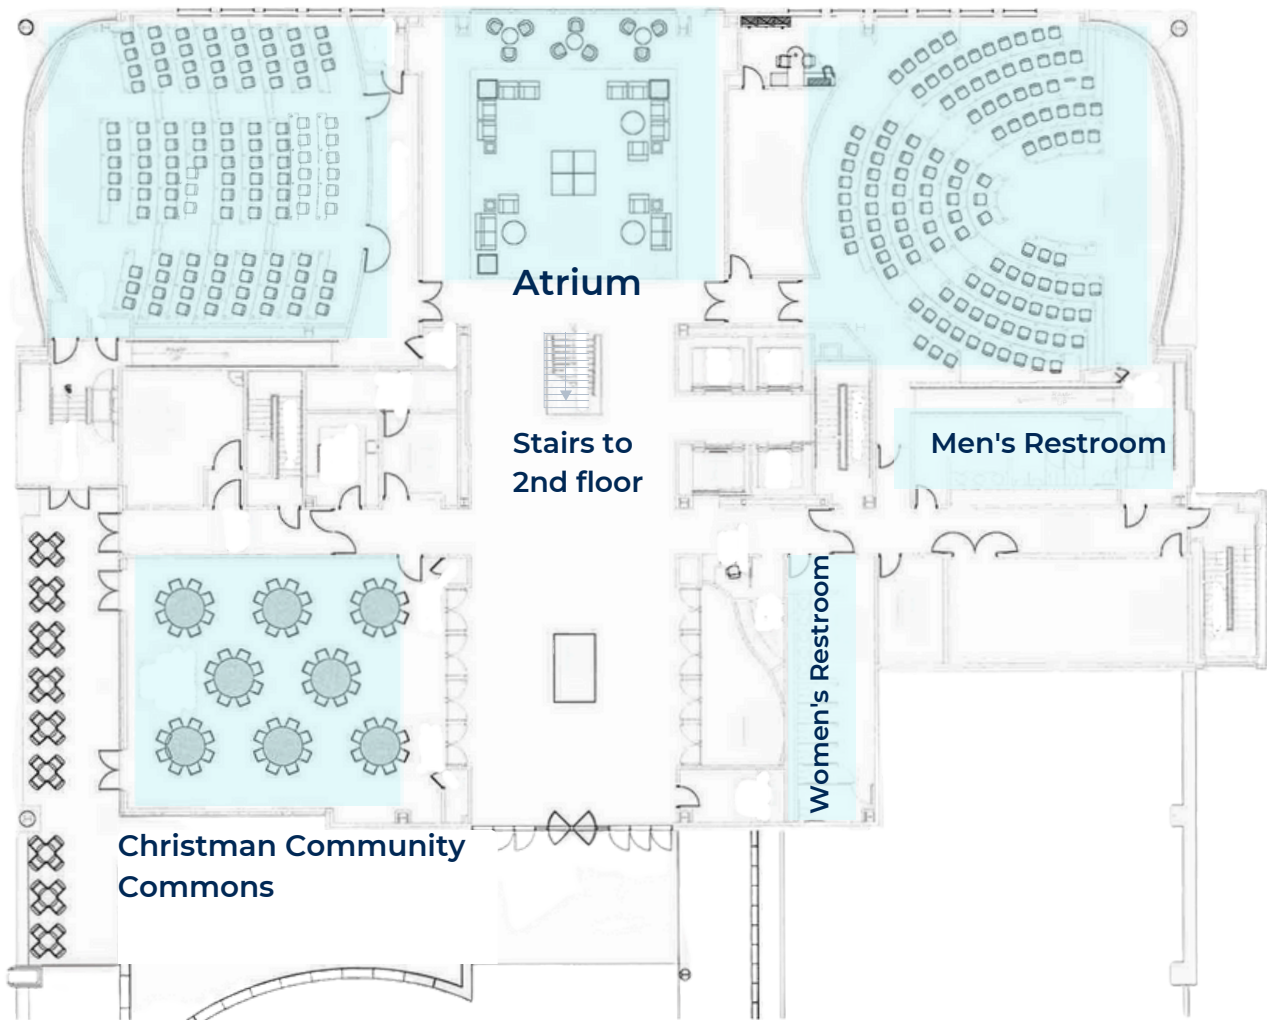 Atrium
Stairs to
2nd floor
Men's Restroom
Women's Restroom
Christman Community
Commons